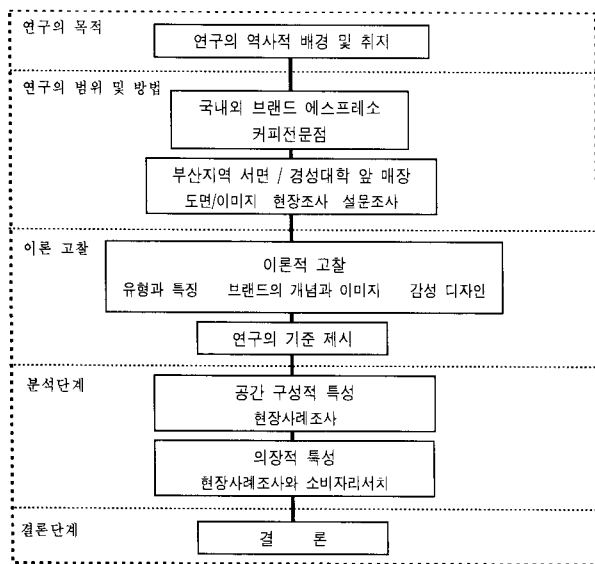 연구의 목적
연구의 역사적 배경 및 취지
연구의 범위 및 방법
국내외 브랜드 에스프레소
커피전문점
부산지역 서면 / 경성대학 앞 매장
도면/이미지 현장조사 설문조사
이론 고찰
이론적 고찰
유형과 특징 브랜드의 개념과 이미지 감성 디자인
연구의 기준 제시
분석단계
공간 구성적 특성
현장사례조사
의장적 특성
현장사례조사와 소비자리서치
결론단계
결 론